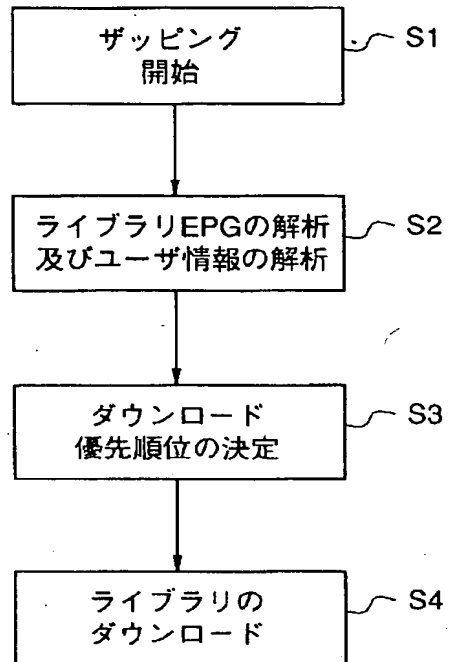 ザッピング
開始
S1
ライブラリEPGの解析
及びユーザ情報の解析
S2
ダウンロード
優先順位の決定
S3
ライブラリの
ダウンロード
S4